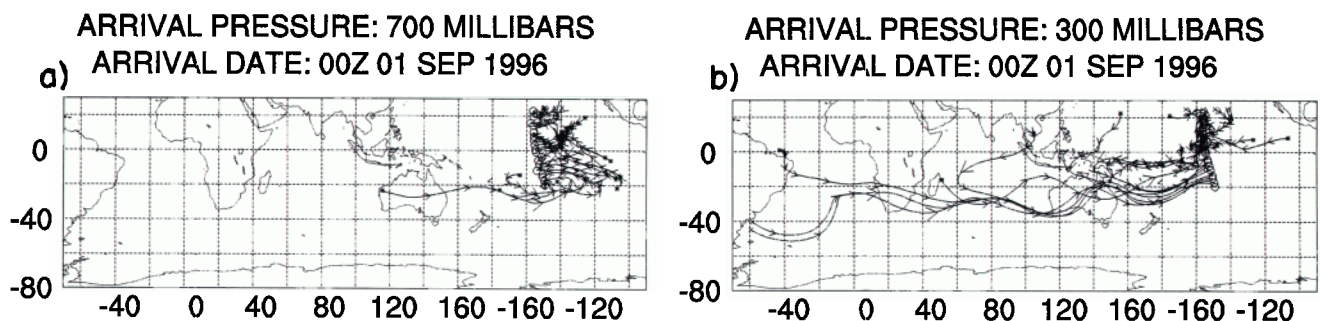 ARRIVAL PRESSURE: 700 MILLIBARS
a) ARRIVAL DATE: 00Z 01 SEP 1996
0
-40
-80
-40 0 40 80 120 160 -160 -120
ARRIVAL PRESSURE: 300 MILLIBARS
b) ARRIVAL DATE: 00Z 01 SEP 1996
0
-40
-80
-40 0 40 80 120 160 -160 -120